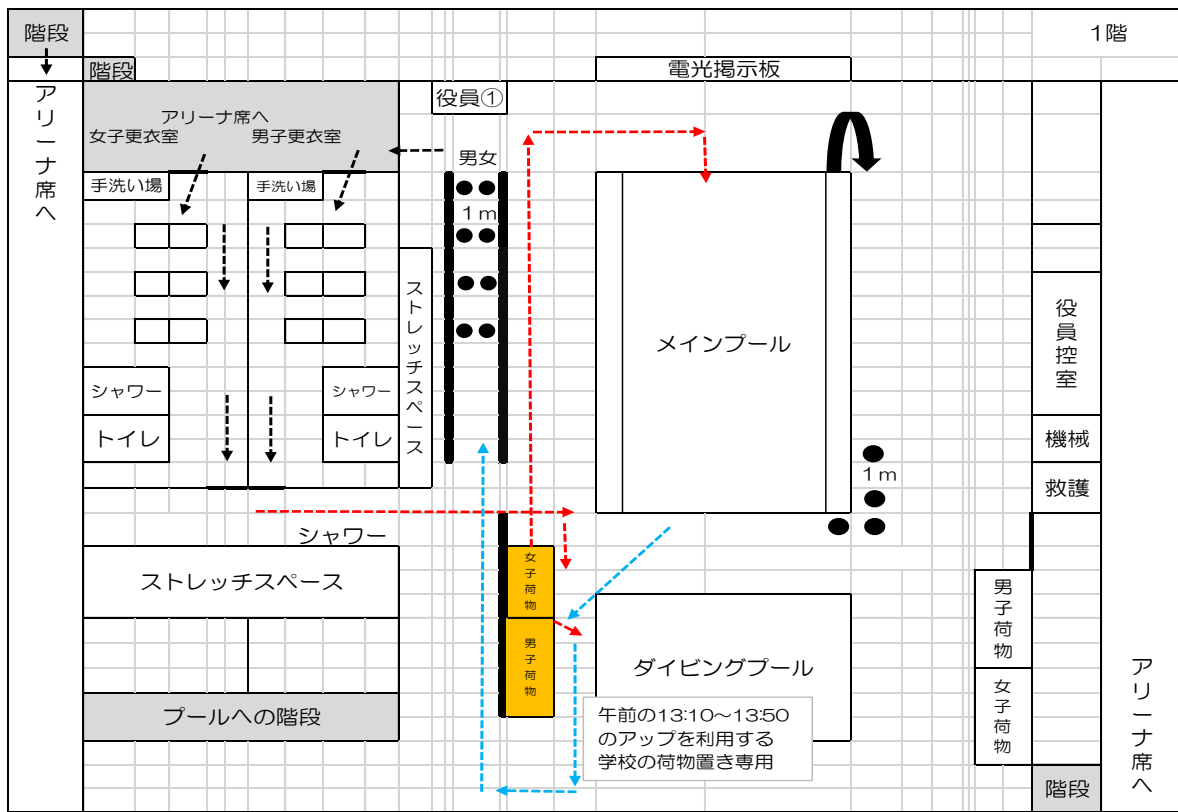 階段
1階
階段
電光掲示板
アリーナ席へ
役員①
アリーナ席へ
女子更衣室
男子更衣室
男女
手洗い場
手洗い場
1m
ストレッチスペース
メインプール
役員控室
シャワー
シャワー
トイレ
トイレ
機械
1m
救護
シャワー
ストレッチスペース
女子荷物
男子荷物
男子荷物
ダイビングプール
女子荷物
アリーナ席へ
プールへの階段
午前の13:10～13:50
のアップを利用する
学校の荷物置き専用
階段